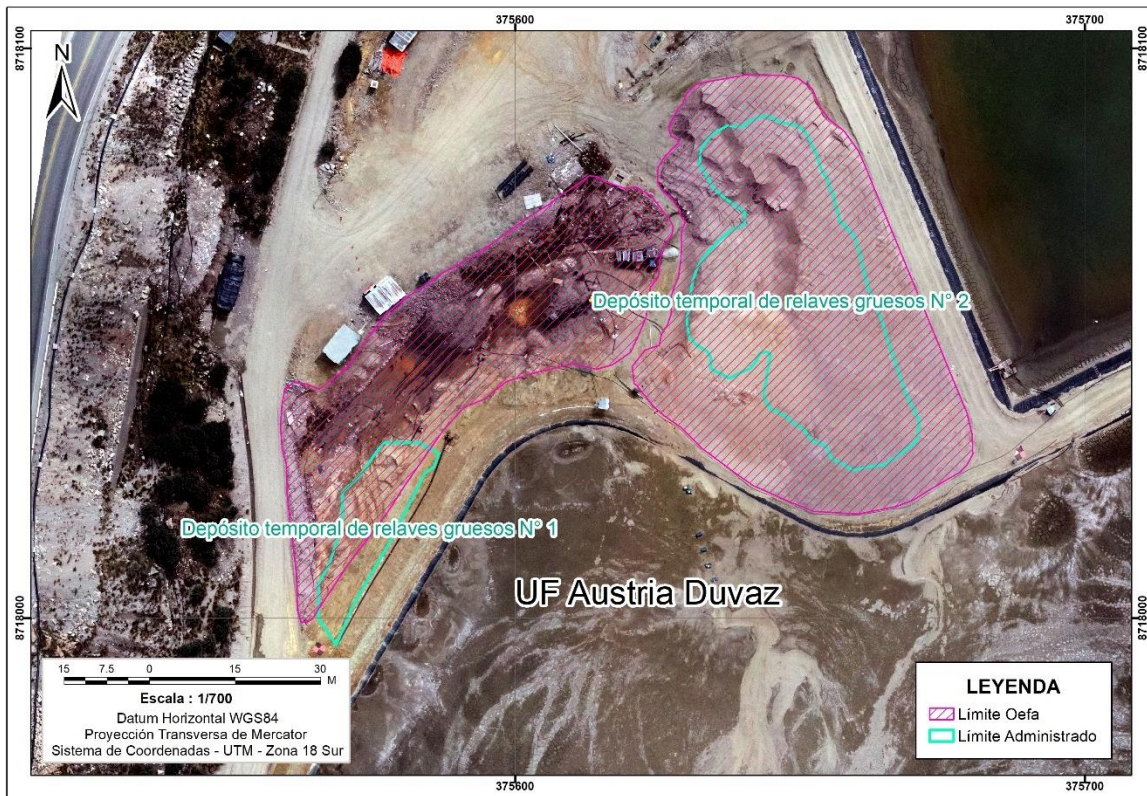 375600
375700
8718100
8718100
N
Depósito temporal de relaves gruesos N° 2
Depósito temporal de relaves gruesos N° 1
UF Austria Duvaz
8718000
8718000
15 7.5 0 15 30
M
Escala : 1/700
Datum Horizontal WGS84
Proyección Transversa de Mercator
Sistema de Coordenadas - UTM - Zona 18 Sur
LEYENDA
Límite Oefa
Límite Administrado
375600
375700